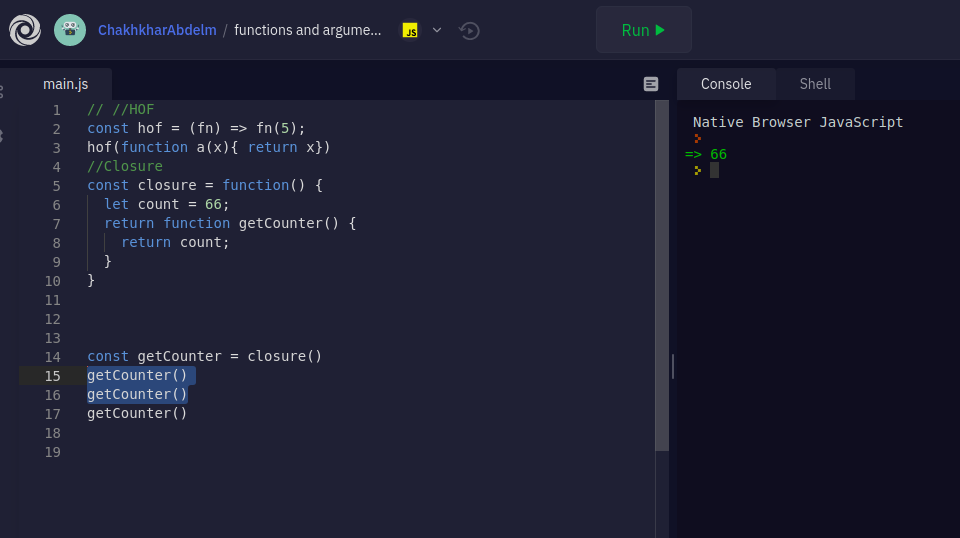 ChakhkharAbdelm / functions and argume... JS
Run
main.js
Console Shell
1 // //HOF
2 const hof = (fn) => fn(5);
3 hof(function a(x){ return x})
4 //Closure
5 const closure = function() {
6 let count = 66;
7 return function getCounter() {
8 return count;
9 }
10 }
11
12
13
14 const getCounter = closure()
15 getCounter()
16 getCounter()
17 getCounter()
18
19
Native Browser JavaScript
=> 66